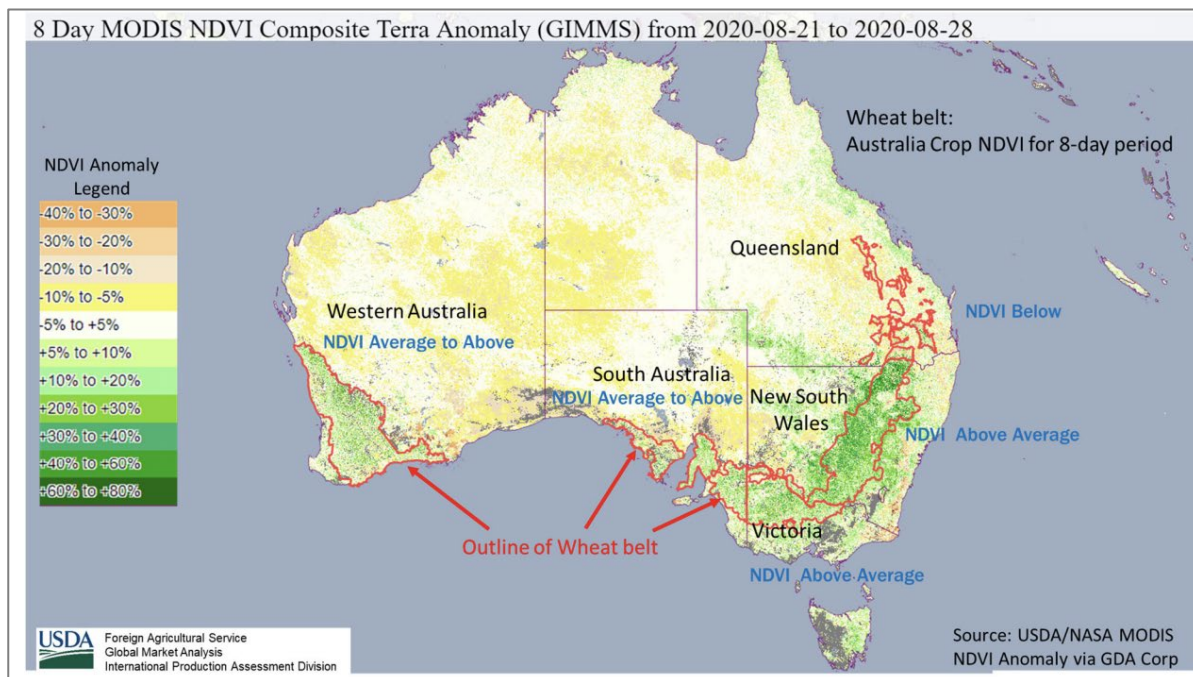 8 Day MODIS NDVI Composite Terra Anomaly (GIMMS) from 2020-08-21 to 2020-08-28
Wheat belt:
Australia Crop NDVI for 8-day period
NDVI Anomaly
Legend
-40% to -30%
-30% to -20%
-20% to -10%
-10% to -5%
-5% to +5%
+5% to +10%
+10% to +20%
+20% to +30%
+30% to +40%
+40% to +60%
+60% to +80%
Queensland
NDVI Below
Western Australia
NDVI Average to Above
South Australia
NDVI Average to Above
New South
Wales
NDVI Above Average
Outline of Wheat belt
Victoria
NDVI Above Average
USDA
Foreign Agricultural Service
Global Market Analysis
International Production Assessment Division
Source: USDA/NASA MODIS
NDVI Anomaly via GDA Corp